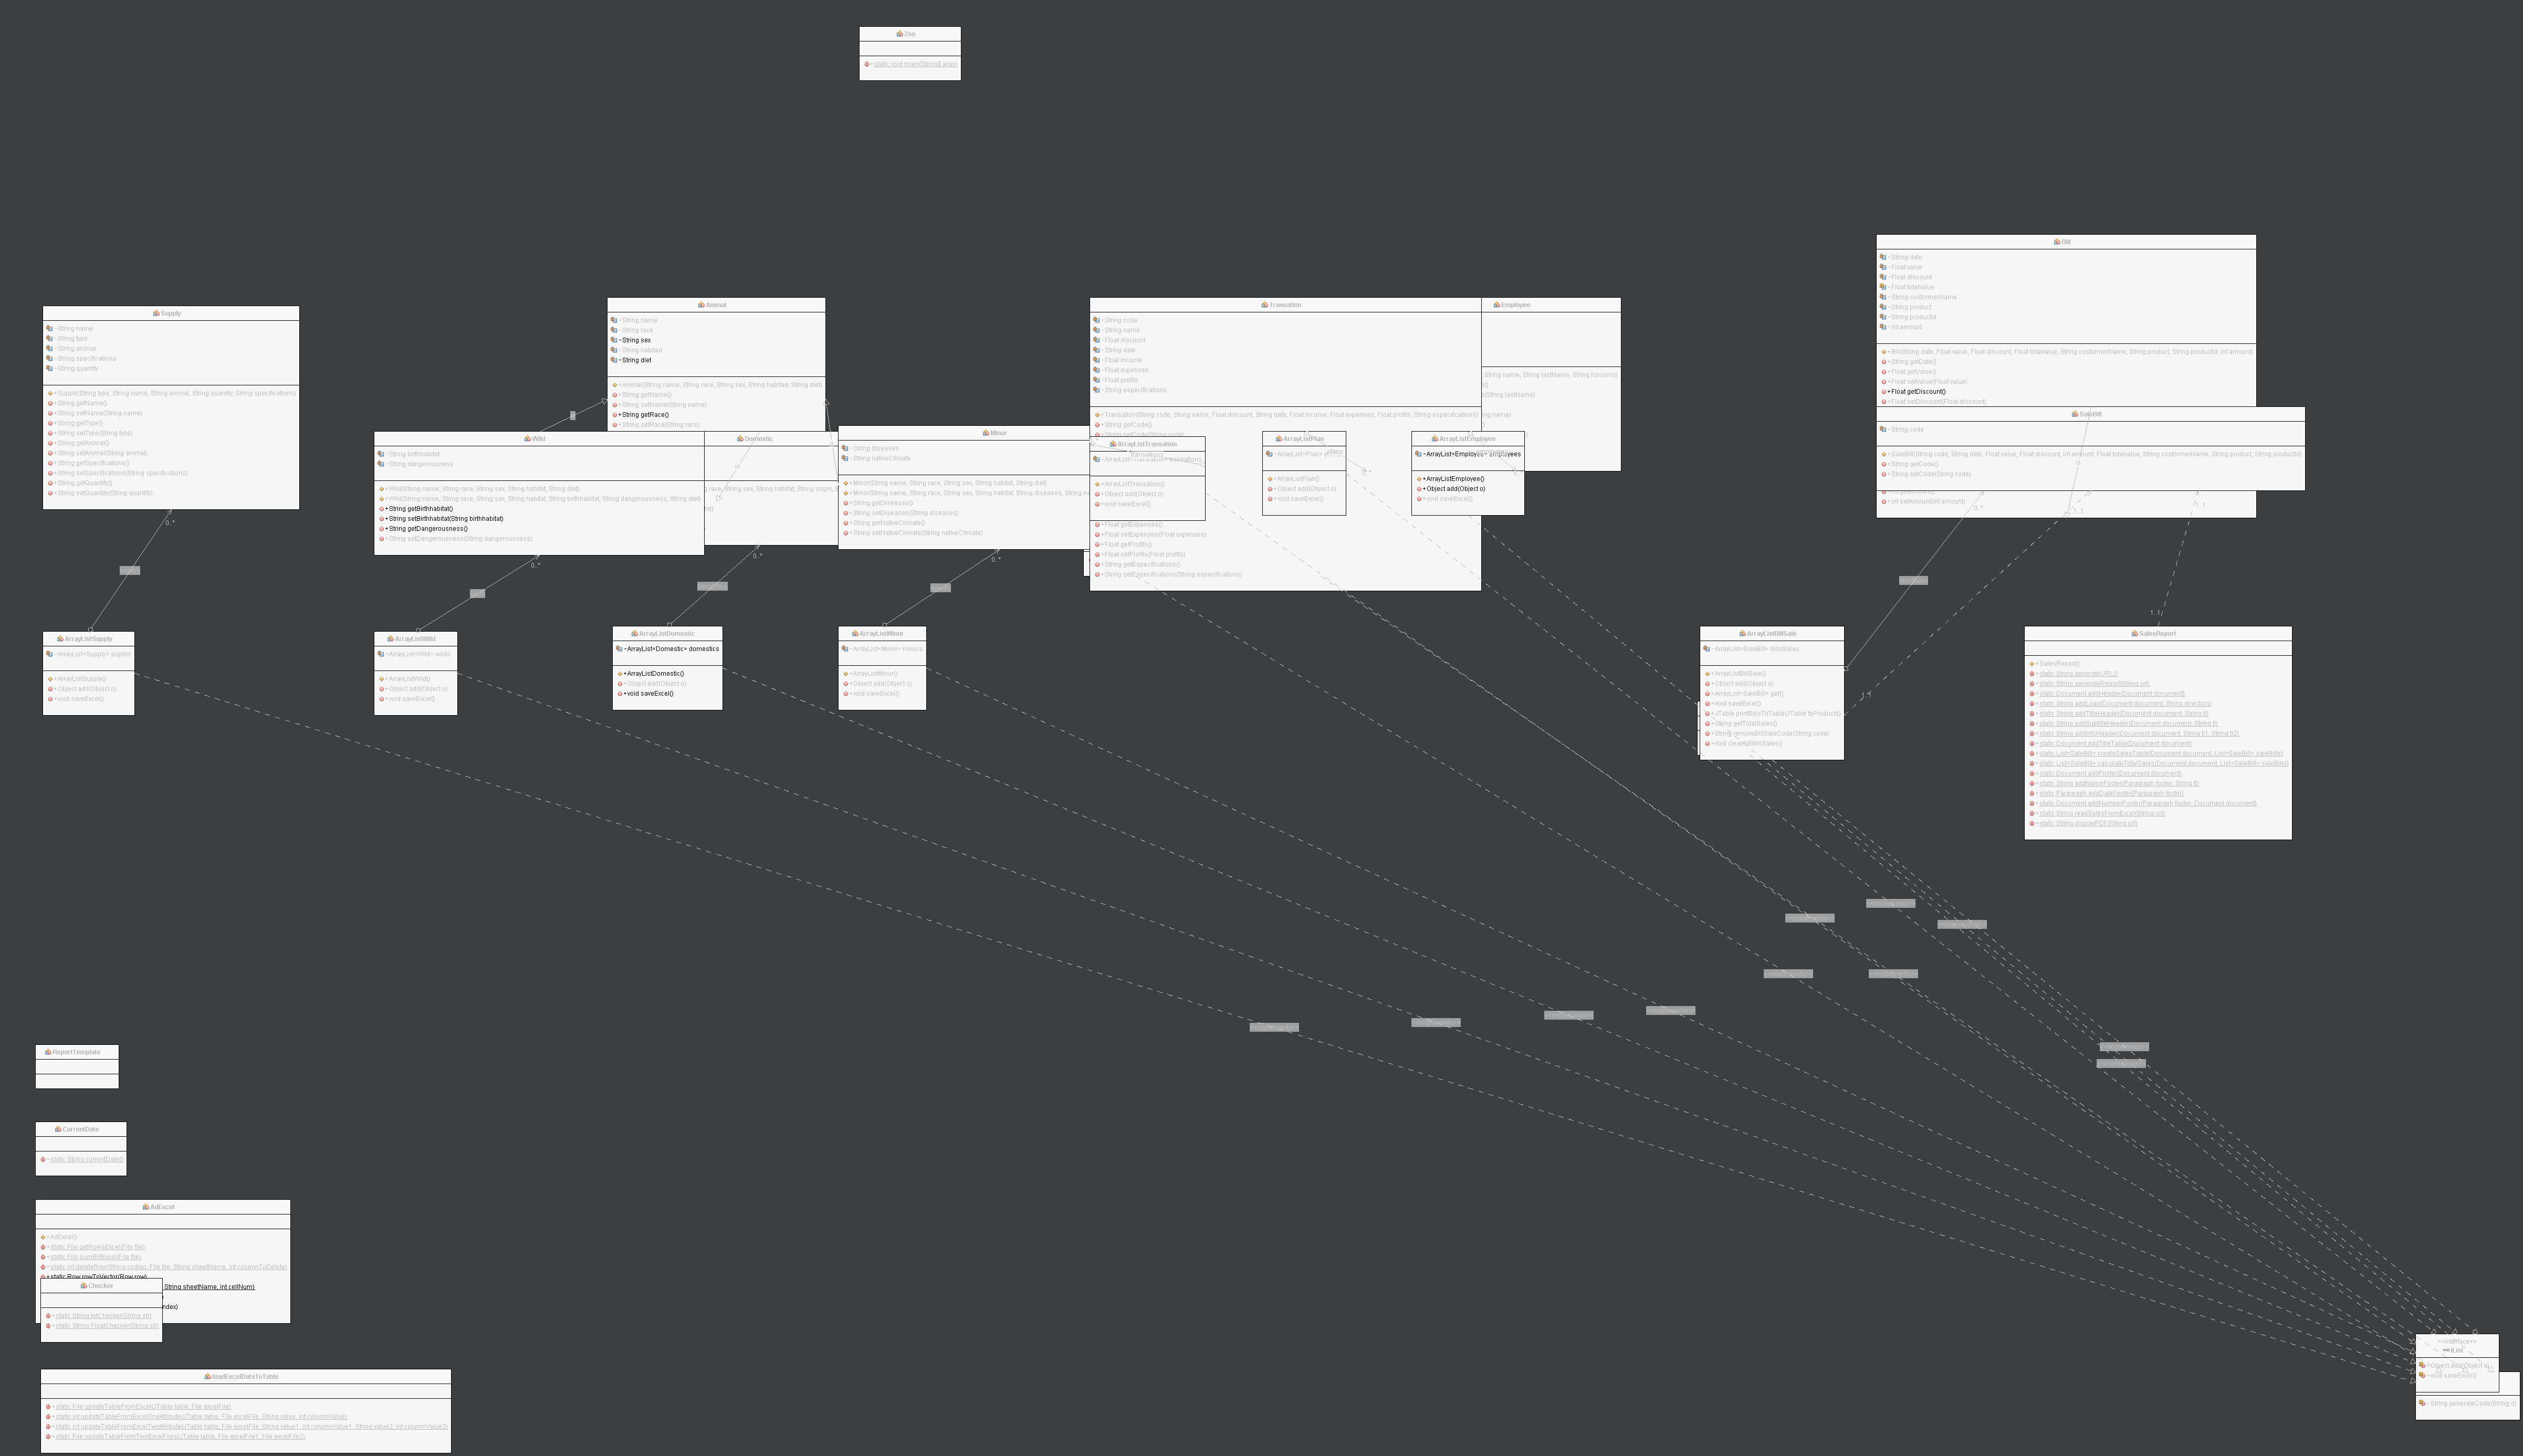 Zoo
+static void main(String[] args)
Supply
~String name
~String type
~String animal
~String specifications
~String quantity
+Supply(String type, String name, String animal, String quantity, String specifications)
+String getName()
+String setName(String name)
+String getType()
+String setType(String type)
+String getAnimal()
+String setAnimal(String animal)
+String getSpecifications()
+String setSpecifications(String specifications)
+String getQuantity()
+String setQuantity(String quantity)
0..*
Animal
~String name
~String race
~String sex
~String habitad
~String diet
+Animal(String name, String race, String sex, String habitad, String diet)
+String getName()
+String setName(String name)
+String getRace()
+String setRace(String race)
Wild
~String birthhabitat
~String dangerousness
+Wild(String name, String race, String sex, String habitat, String diet)
+Wild(String name, String race, String sex, String habitat, String birthhabitat, String dangerousness, String diet)
+String getBirthhabitat()
+String setBirthhabitat(String birthhabitat)
+String getDangerousness()
+String setDangerousness(String dangerousness)
0..*
Domestic
is
race, String sex, String habitat, String origin, S
0..*
Minor
~String diseases
~String nativeClimate
+Minor(String name, String race, String sex, String habitat, String diet)
+Minor(String name, String race, String sex, String habitat, String diseases, String na
+String getDiseases()
+String setDiseases(String diseases)
+String getNativeClimate()
+String setNativeClimate(String nativeClimate)
0..*
Transation
~String code
~String name
~Float discount
~String date
~Float income
~Float expenses
~Float profits
~String especifications
+Transation(String code, String name, Float discount, String date, Float income, Float expenses, Float profits, String especifications)
+String getCode()
+String setCode(String code)
+Float getExpenses()
+Float setExpenses(Float expenses)
+Float getProfits()
+Float setProfits(Float profits)
+String getEspecifications()
+String setEspecifications(String especifications)
ArrayListTransation
transations
~ArrayList<Transation> transations
+ArrayListTransation()
+Object add(Object o)
+void saveExcel()
ArrayListPlan
~ArrayList<Plan>
plans
+ArrayListPlan()
+Object add(Object o)
+void saveExcel()
Employee
String name, String lastName, String funcions)
(String lastName)
ing name)
ArrayListEmployee
~ArrayList<Employee> employees
+ArrayListEmployee()
+Object add(Object o)
+void saveExcel()
Bill
~String date
~Float value
~Float discount
~Float totalvalue
~String costormerName
~String product
~String productId
~int amount
+Bill(String date, Float value, Float discount, Float totalvalue, String costormerName, String product, String productId, int amount)
+String getDate()
+Float getValue()
+Float setValue(Float value)
+Float getDiscount()
+Float setDiscount(Float discount)
SaleBill
~String code
+SaleBill(String code, String date, Float value, Float discount, int amount, Float totalvalue, String costormerName, String product, String productId)
+String getCode()
+String setCode(String code)
+int getAmount()
+int setAmount(int amount)
0..*
1..1
1..1
ArrayListSupply
~ArrayList<Supply> suplys
+ArrayListSupply()
+Object add(Object o)
+void saveExcel()
ArrayListWild
~ArrayList<Wild> wilds
+ArrayListWild()
+Object add(Object o)
+void saveExcel()
ArrayListDomestic
~ArrayList<Domestic> domestics
+ArrayListDomestic()
+Object add(Object o)
+void saveExcel()
ArrayListMinor
~ArrayList<Minor> minors
+ArrayListMinor()
+Object add(Object o)
+void saveExcel()
ArrayListBillSale
~ArrayList<SaleBill> billsSales
+ArrayListBillSale()
+Object add(Object o)
+ArrayList<SaleBill> get()
+void saveExcel()
+JTable printBillsToTable(JTable tlrProducts)
+String getTotalSales()
+String removeBillSaleCode(String code)
+void clearAllBillsSales()
1..1
1..1
SalesReport
+SalesReport()
+static String generateURL()
+static String generateReport(String url)
+static Document addHeader(Document document)
+static String addLogo(Document document, String direction)
+static String addTitleHeader(Document document, String tt)
+static String addSubtitleHeader(Document document, String tt)
+static String addInfoHeader(Document document, String tt1, String tt2)
+static Document addTitleTable(Document document)
+static List<SaleBill> createSalesTable(Document document, List<SaleBill> saleBills)
+static List<SaleBill> calculateTotalSales(Document document, List<SaleBill> saleBills)
+static Document addFooter(Document document)
+static String addNameFooter(Paragraph footer, String tt)
+static Paragraph addDateFooter(Paragraph footer)
+static Document addNumberFooter(Paragraph footer, Document document)
+static String readSalesFromExcel(String url)
+static String displayPDF(String url)
ReportTemplate
CurrentDate
+static String currentDate()
AdExcel
+AdExcel()
+static File getRowsExcel(File file)
+static File sumBillExcel(File file)
+static int deleteRow(String codigo, File file, String sheetName, int columnToDelete)
+static Row rowToVector(Row row)
String sheetName, int cellNum)
index)
Checker
+static String IntChecker(String str)
+static String FloatChecker(String str)
loadExcelDataToTable
+static File updateTableFromExcel(JTable table, File excelFile)
+static int updateTableFromExcelOneAtribute(JTable table, File excelFile, String value, int columnValue)
+static int updateTableFromExcelTwoAtribute(JTable table, File excelFile, String value1, int columnValue1, String value2, int columnValue2)
+static File updateTableFromTwoExcelFiles(JTable table, File excelFile1, File excelFile2)
<<interface>>
IList
~Object add(Object o)
~void saveExcel()
~String generateCode(String o)